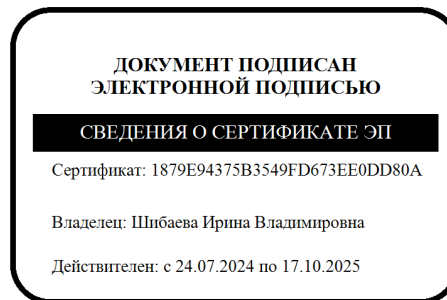 ДОКУМЕНТ ПОДПИСАН
ЭЛЕКТРОННОЙ ПОДПИСЬЮ
СВЕДЕНИЯ О СЕРТИФИКАТЕ ЭП
Сертификат: 1879E94375B3549FD673EE0DD80A
Владелец: Шибаева Ирина Владимировна
Действителен: с 24.07.2024 по 17.10.2025